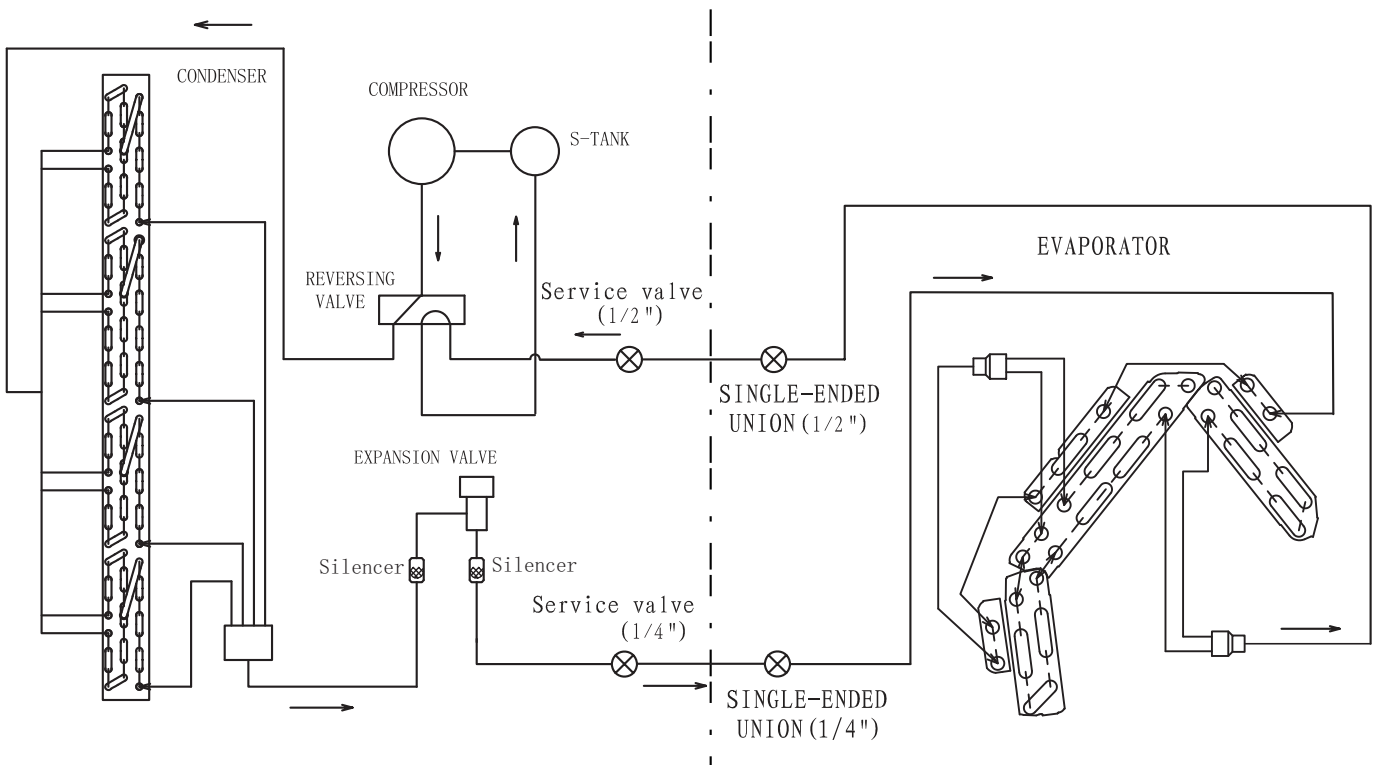 CONDENSER
COMPRESSOR
S-TANK
EVAPORATOR
REVERSING
VALVE
Service valve
(1/2")
SINGLE-ENDED
UNION(1/2")
EXPANSION VALVE
Silencer
Silencer
Service valve
(1/4")
SINGLE-ENDED
UNION(1/4")